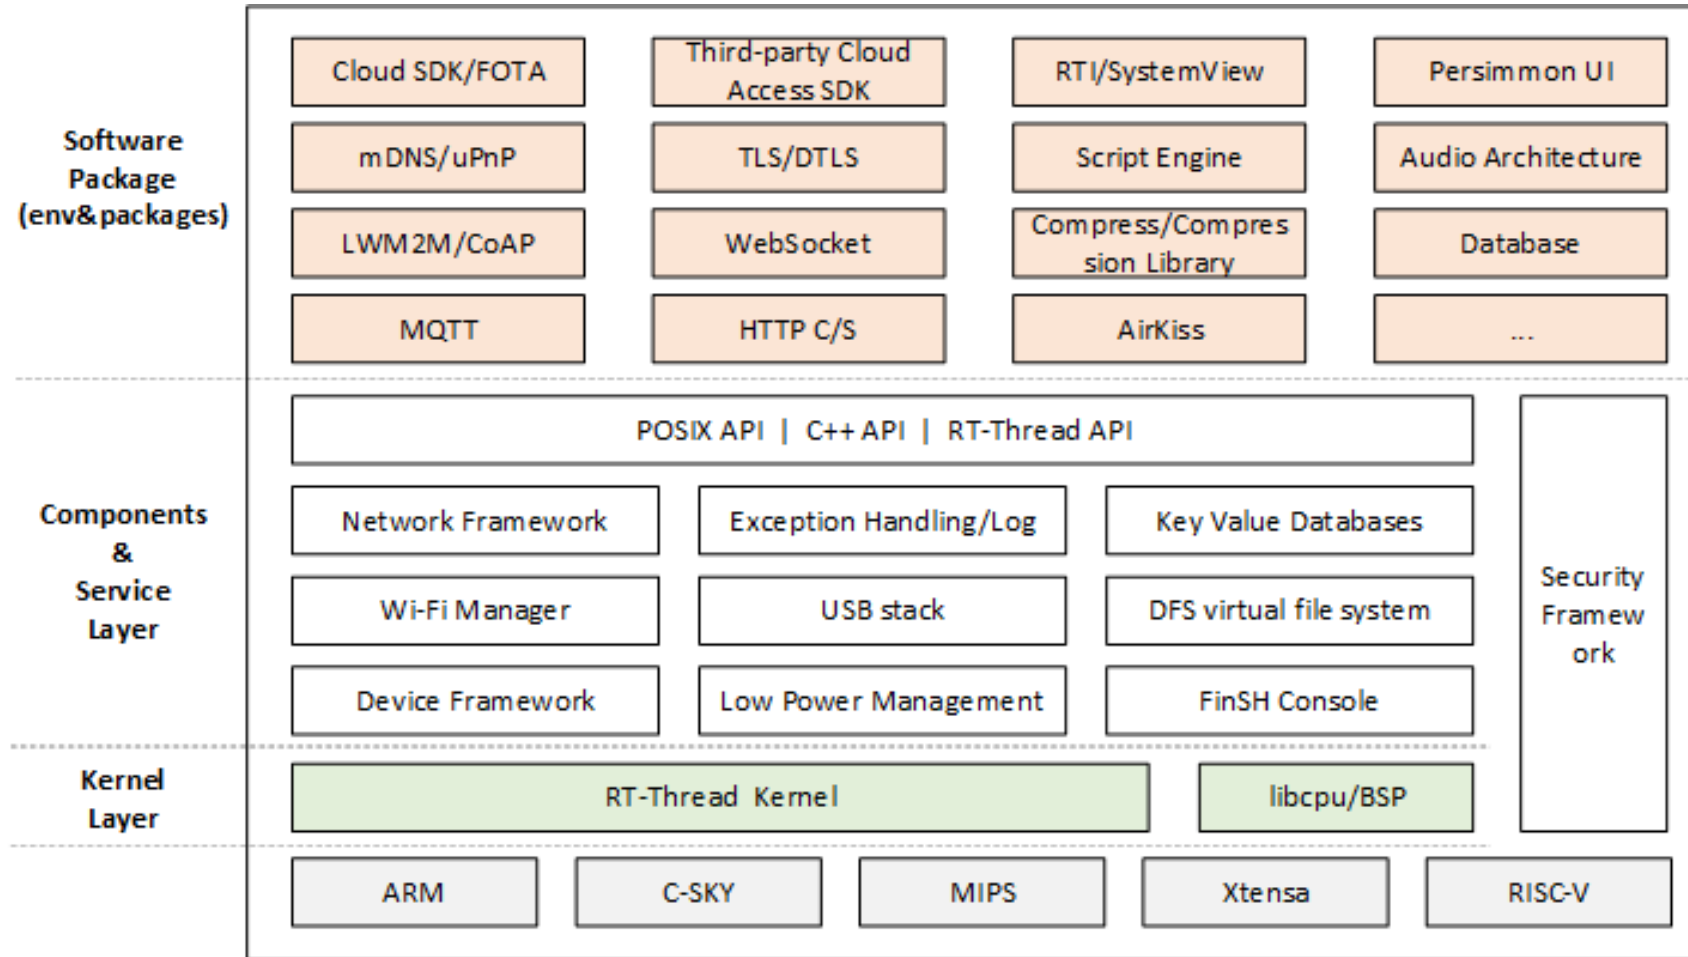 Cloud SDK/FOTA
Third-party Cloud
Access SDK
RTI/SystemView
Persimmon UI
Software
Package
(env&packages)
mDNS/uPnP
TLS/DTLS
Script Engine
Audio Architecture
LWM2M/CoAP
WebSocket
Compress/Compres
sion Library
Database
MQTT
HTTP C/S
AirKiss
...
POSIX API | C++ API | RT-Thread API
Components
&
Service
Layer
Network Framework
Exception Handling/Log
Key Value Databases
Wi-Fi Manager
USB stack
DFS virtual file system
Device Framework
Low Power Management
FinSH Console
Security
Framew
ork
Kernel
Layer
RT-Thread Kernel
libcpu/BSP
ARM
C-SKY
MIPS
Xtensa
RISC-V